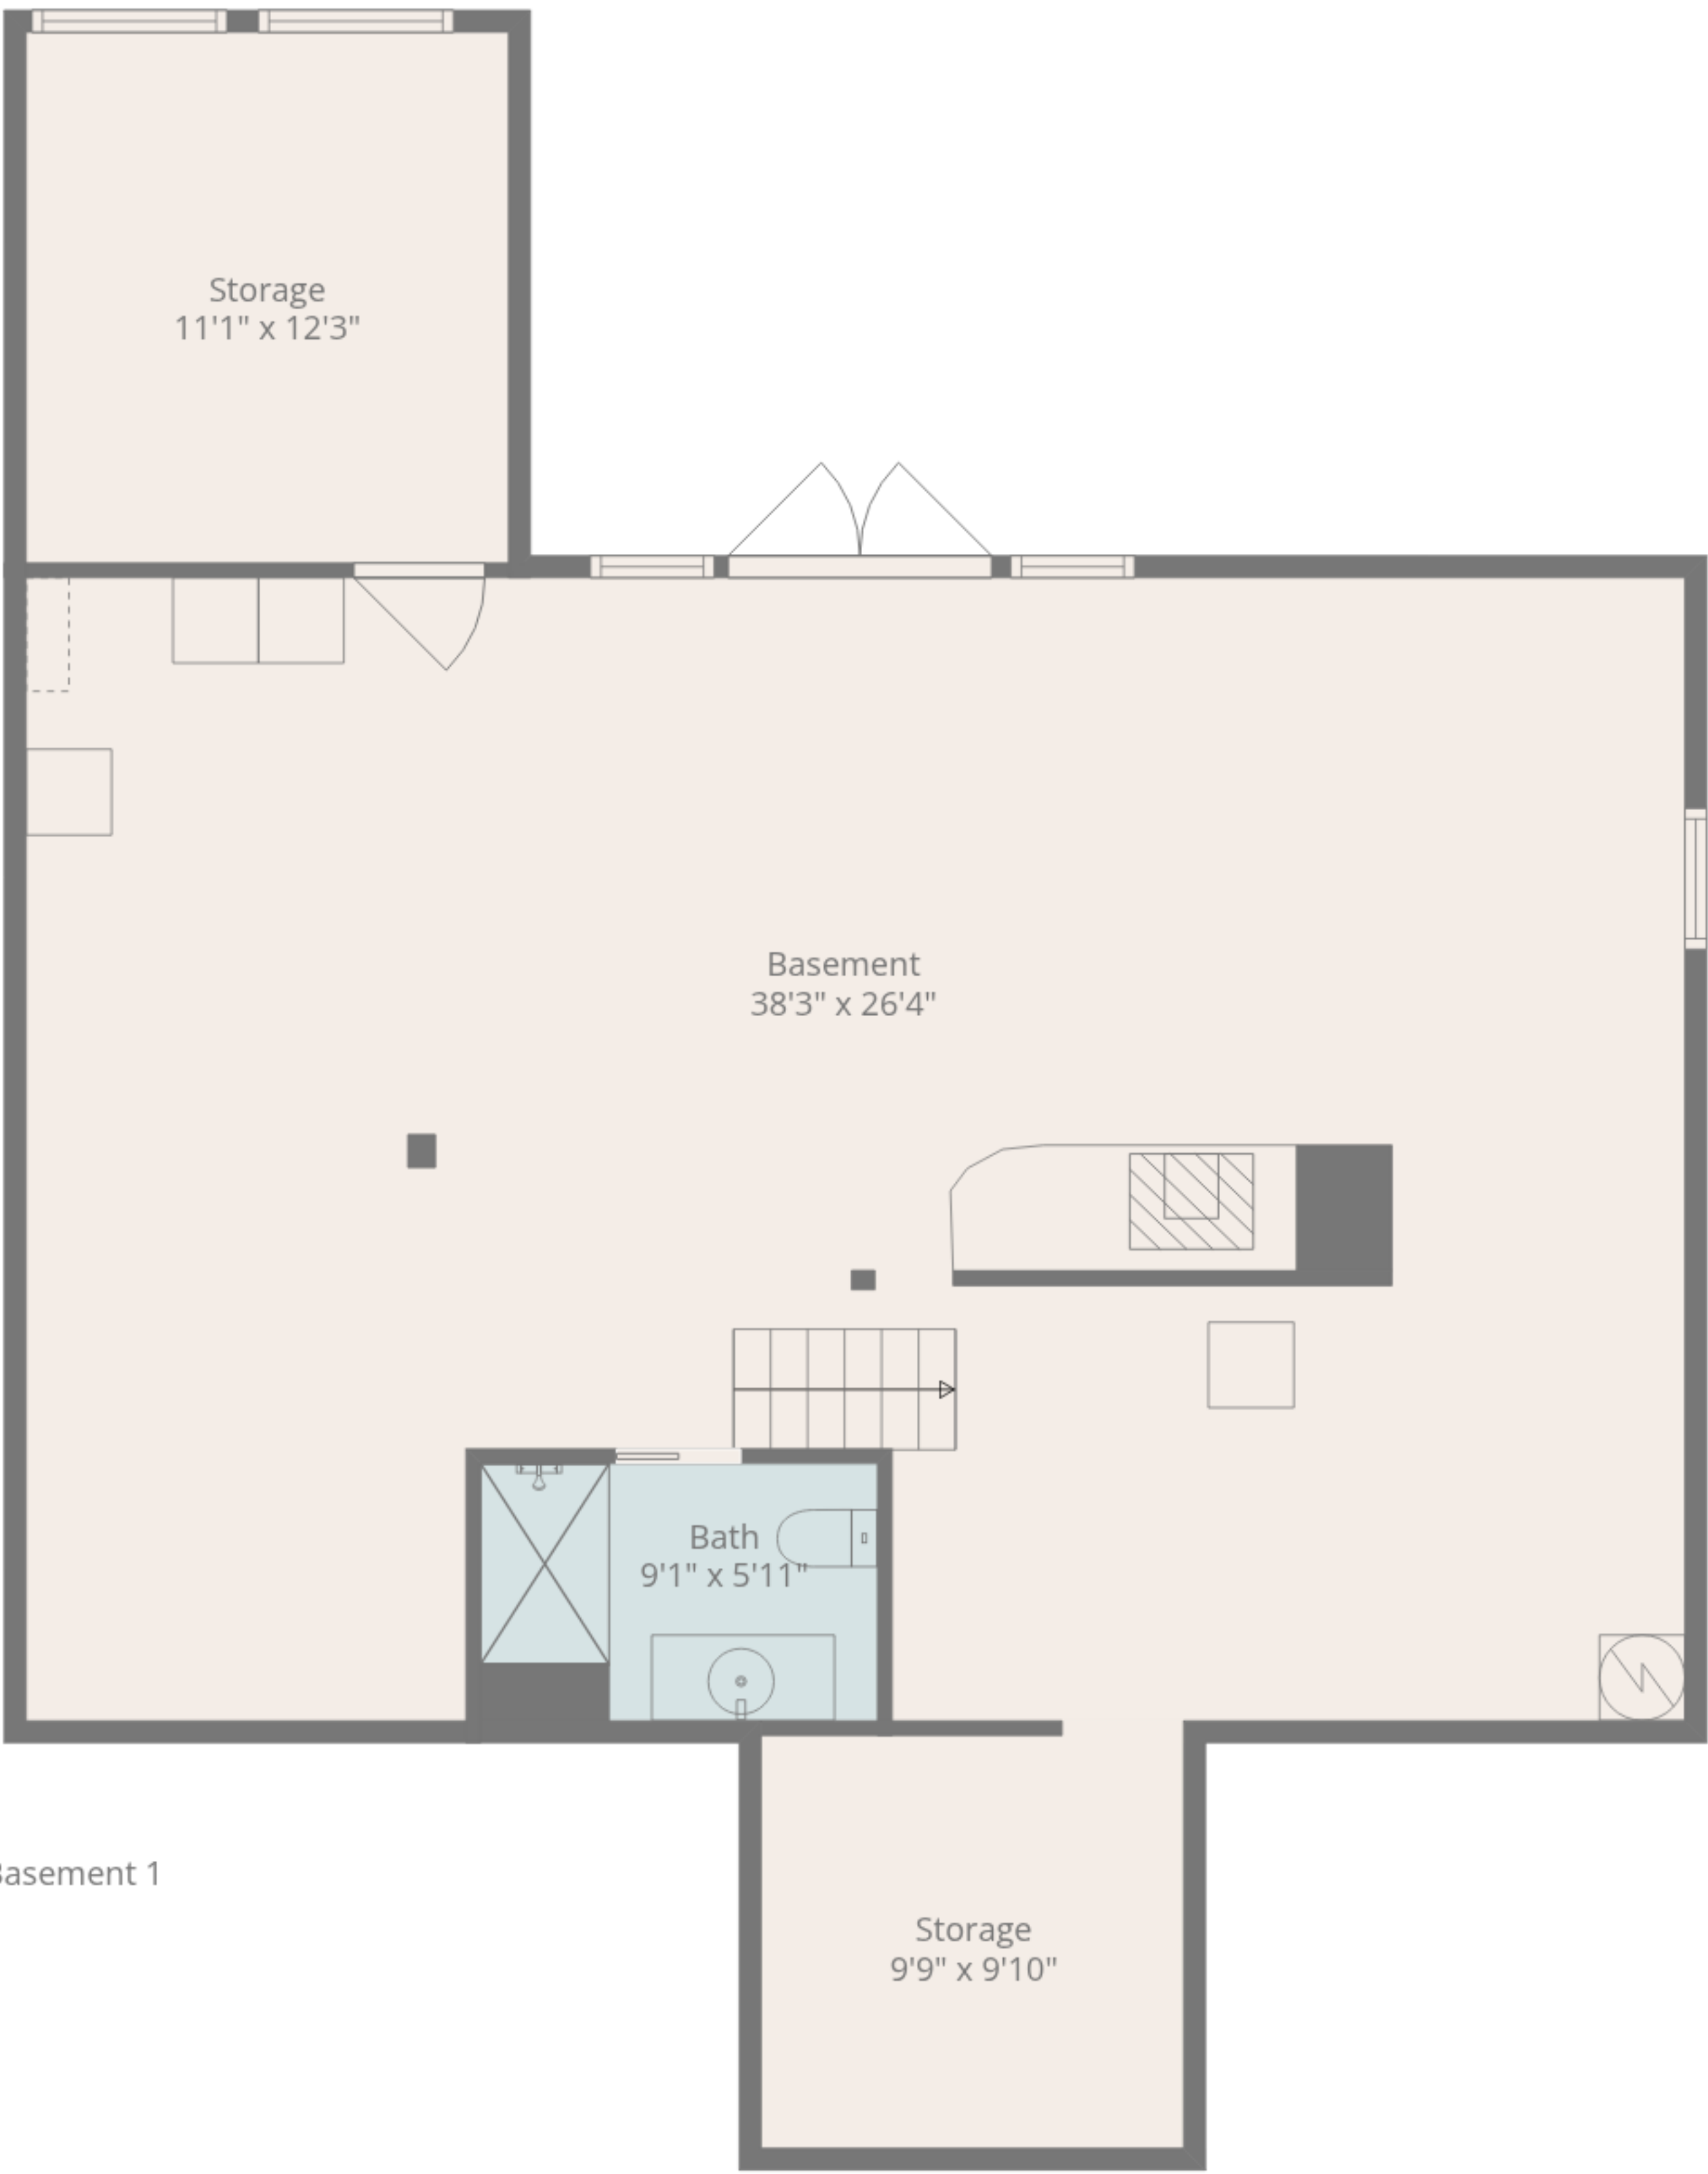 Storage
11'1" x 12'3"
Basement
38'3" x 26'4"
Bath
9'1" x 5'11"
Basement 1
Storage
9'9" x 9'10"